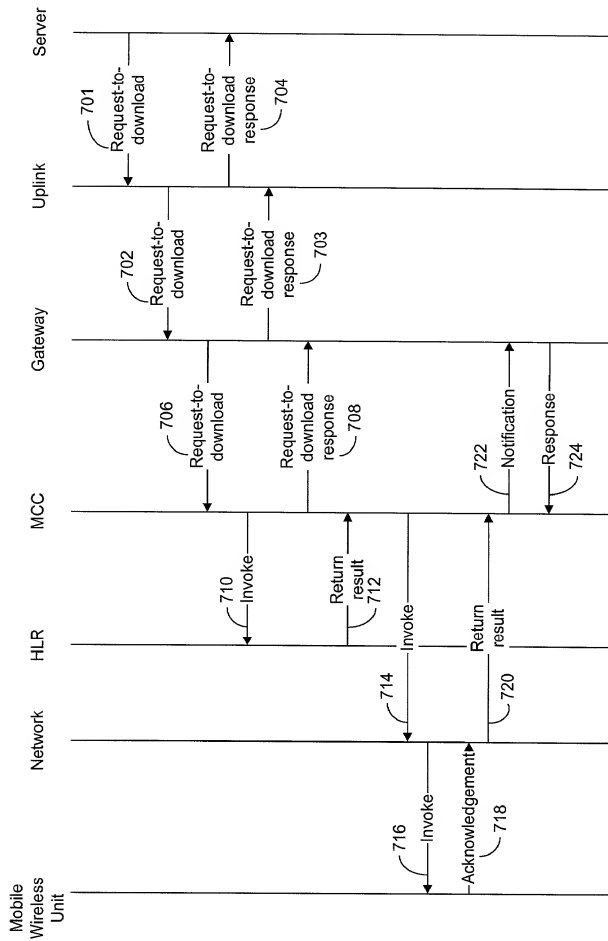 Mobile
Wireless
Unit
Network
HLR
MCC
Gateway
Uplink
Server
701
Request-to-
download
702
Request-to-
download
706
Request-to-
download
Request-to-
download
response
704
710
Invoke
Request-to-
download
response
703
Request-to-
download
response
708
Return
result
712
714
Invoke
716
Invoke
Acknowledgement
718
Return
result
720
722
Notification
Response
724